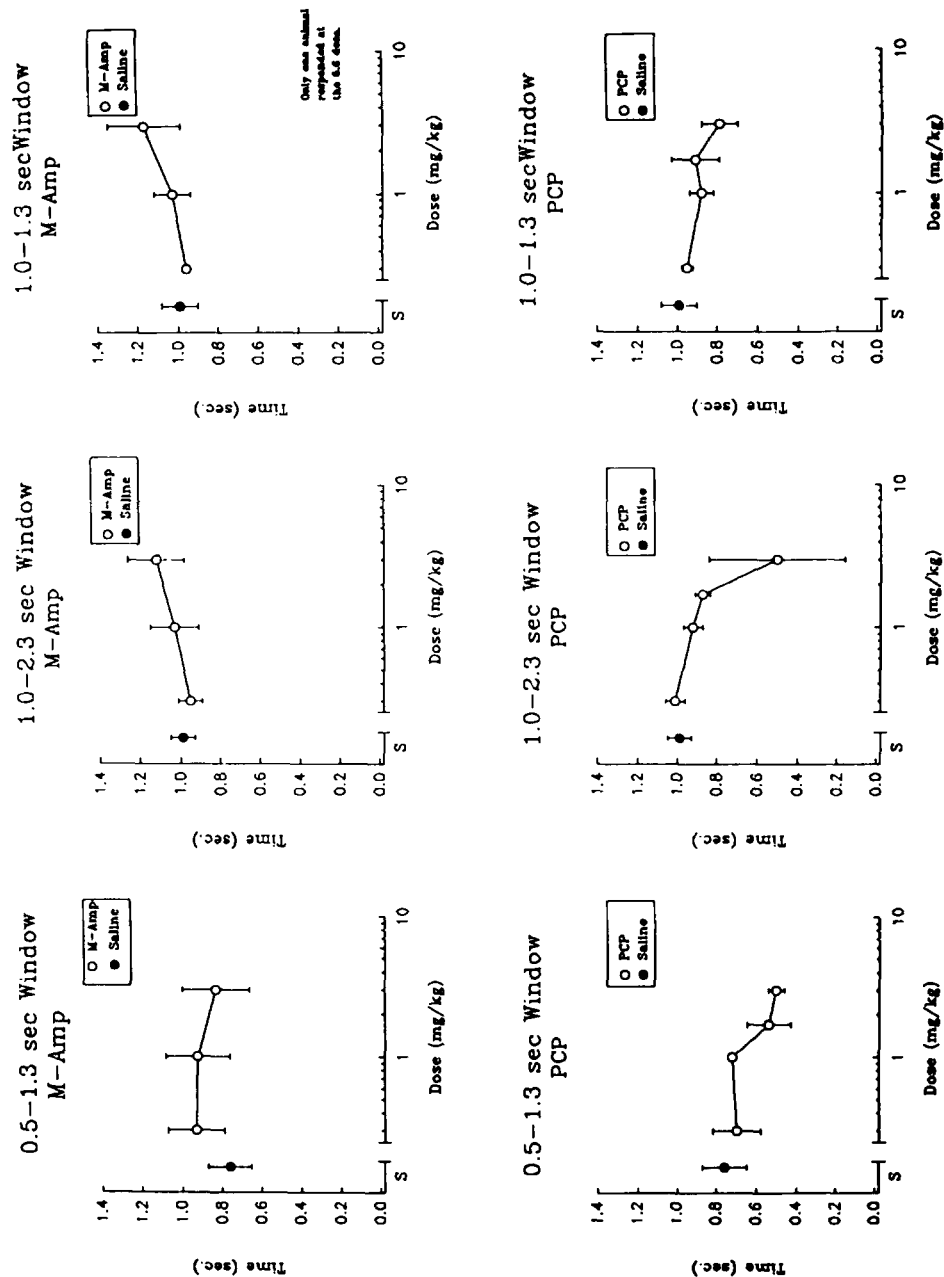 0.5-1.3 sec Window
M-Amp
O M-Amp
● Saline
1.4
1.2
1.0
0.8
0.6
0.4
0.2
0.0
Time (sec.)
S
1
10
Dose (mg/kg)
1.0-2.3 sec Window
M-Amp
O M-Amp
● Saline
1.4
1.2
1.0
0.8
0.6
0.4
0.2
0.0
Time (sec.)
S
1
10
Dose (mg/kg)
1.0-1.3 secWindow
M-Amp
O M-Amp
● Saline
1.4
1.2
1.0
0.8
0.6
0.4
0.2
0.0
Time (sec.)
S
1
10
Dose (mg/kg)
Only one animal
responded at
the 5.6 dose.
0.5-1.3 sec Window
PCP
O PCP
● Saline
1.4
1.2
1.0
0.8
0.6
0.4
0.2
0.0
Time (sec.)
S
1
10
Dose (mg/kg)
1.0-2.3 sec Window
PCP
O PCP
● Saline
1.4
1.2
1.0
0.8
0.6
0.4
0.2
0.0
Time (sec.)
S
1
10
Dose (mg/kg)
1.0-1.3 secWindow
PCP
O PCP
● Saline
1.4
1.2
1.0
0.8
0.6
0.4
0.2
0.0
Time (sec.)
S
1
10
Dose (mg/kg)